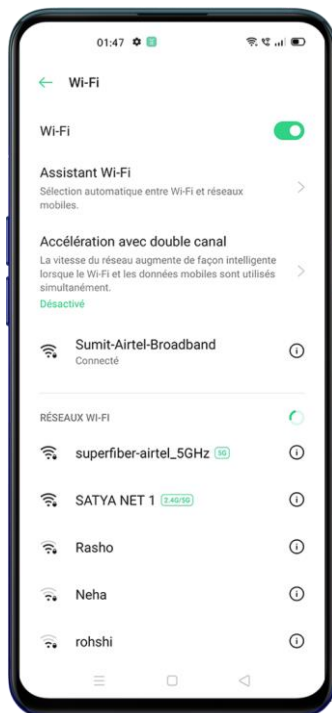 01:47
Wi-Fi
Wi-Fi
Assistant Wi-Fi
Sélection automatique entre Wi-Fi et réseaux
mobiles.
Accélération avec double canal
La vitesse du réseau augmente de façon intelligente
lorsque le Wi-Fi et les données mobiles sont utilisés
simultanément.
Désactivé
Sumit-Airtel-Broadband
Connecté
RÉSEAUX WI-FI
superfiber-airtel_5GHz 5G
SATYA NET 1 2.4G/5G
Rasho
Neha
rohshi